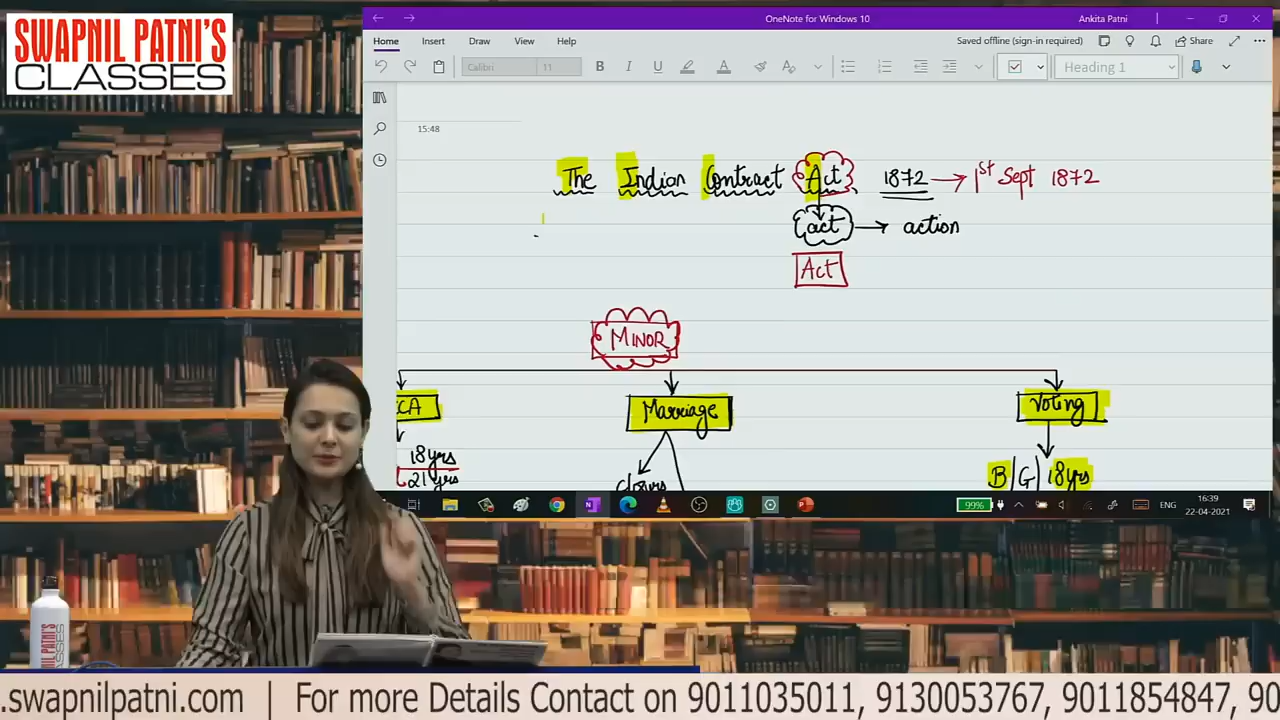 SWAPNIL PATNI'S
CLASSES
OneNote for Windows 10
Ankita Patni
Home Insert Draw View Help
Saved offline (sign-in required)
Share
Calibri 11 B I U A Heading 1
15:48
The Indian Contract Act 1872 → 1st Sept 1872
act → action
Act
MINOR
CA Marriage Voting
18yrs
21yrs
B/G 18yrs
99% ENG 16:39
22-04-2021
SWAPNIL PATNI'S
CLASSES
.swapnilpatni.com | For more Details Contact on 9011035011, 9130053767, 9011854847, 90